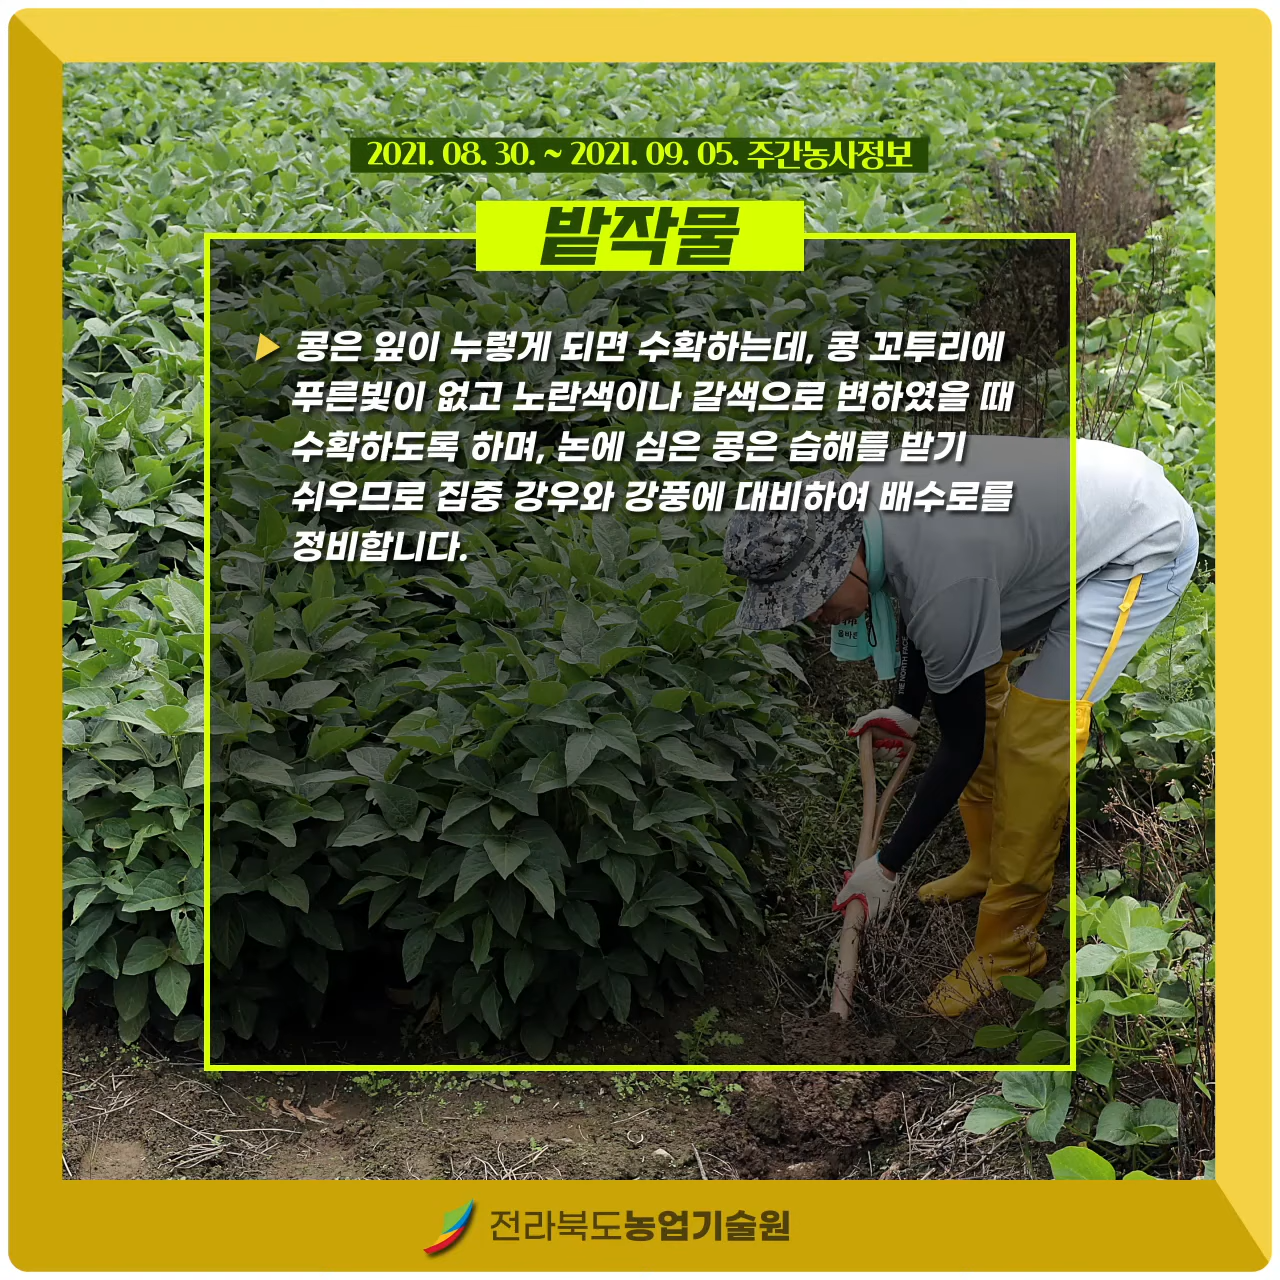 2021. 08. 30. ~ 2021. 09. 05. 주간농사정보
밭작물
▶ 콩은 잎이 누렇게 되면 수확하는데, 콩 꼬투리에
푸른빛이 없고 노란색이나 갈색으로 변하였을 때
수확하도록 하며, 논에 심은 콩은 습해를 받기
쉬우므로 집중 강우와 강풍에 대비하여 배수로를
정비합니다.
THE NORTH FACE
전라북도농업기술원